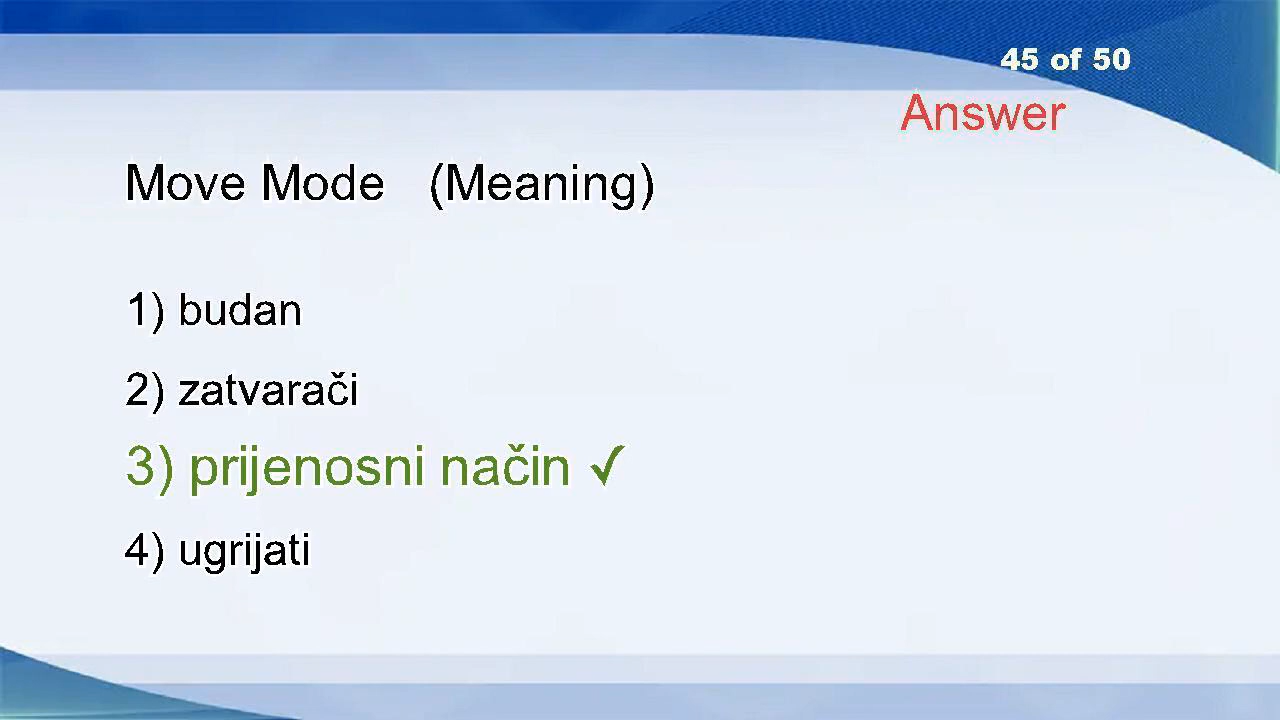 45 of 50
Answer
Move Mode (Meaning)
1) budan
2) zatvarači
3) prijenosni način ✓
4) ugrijati